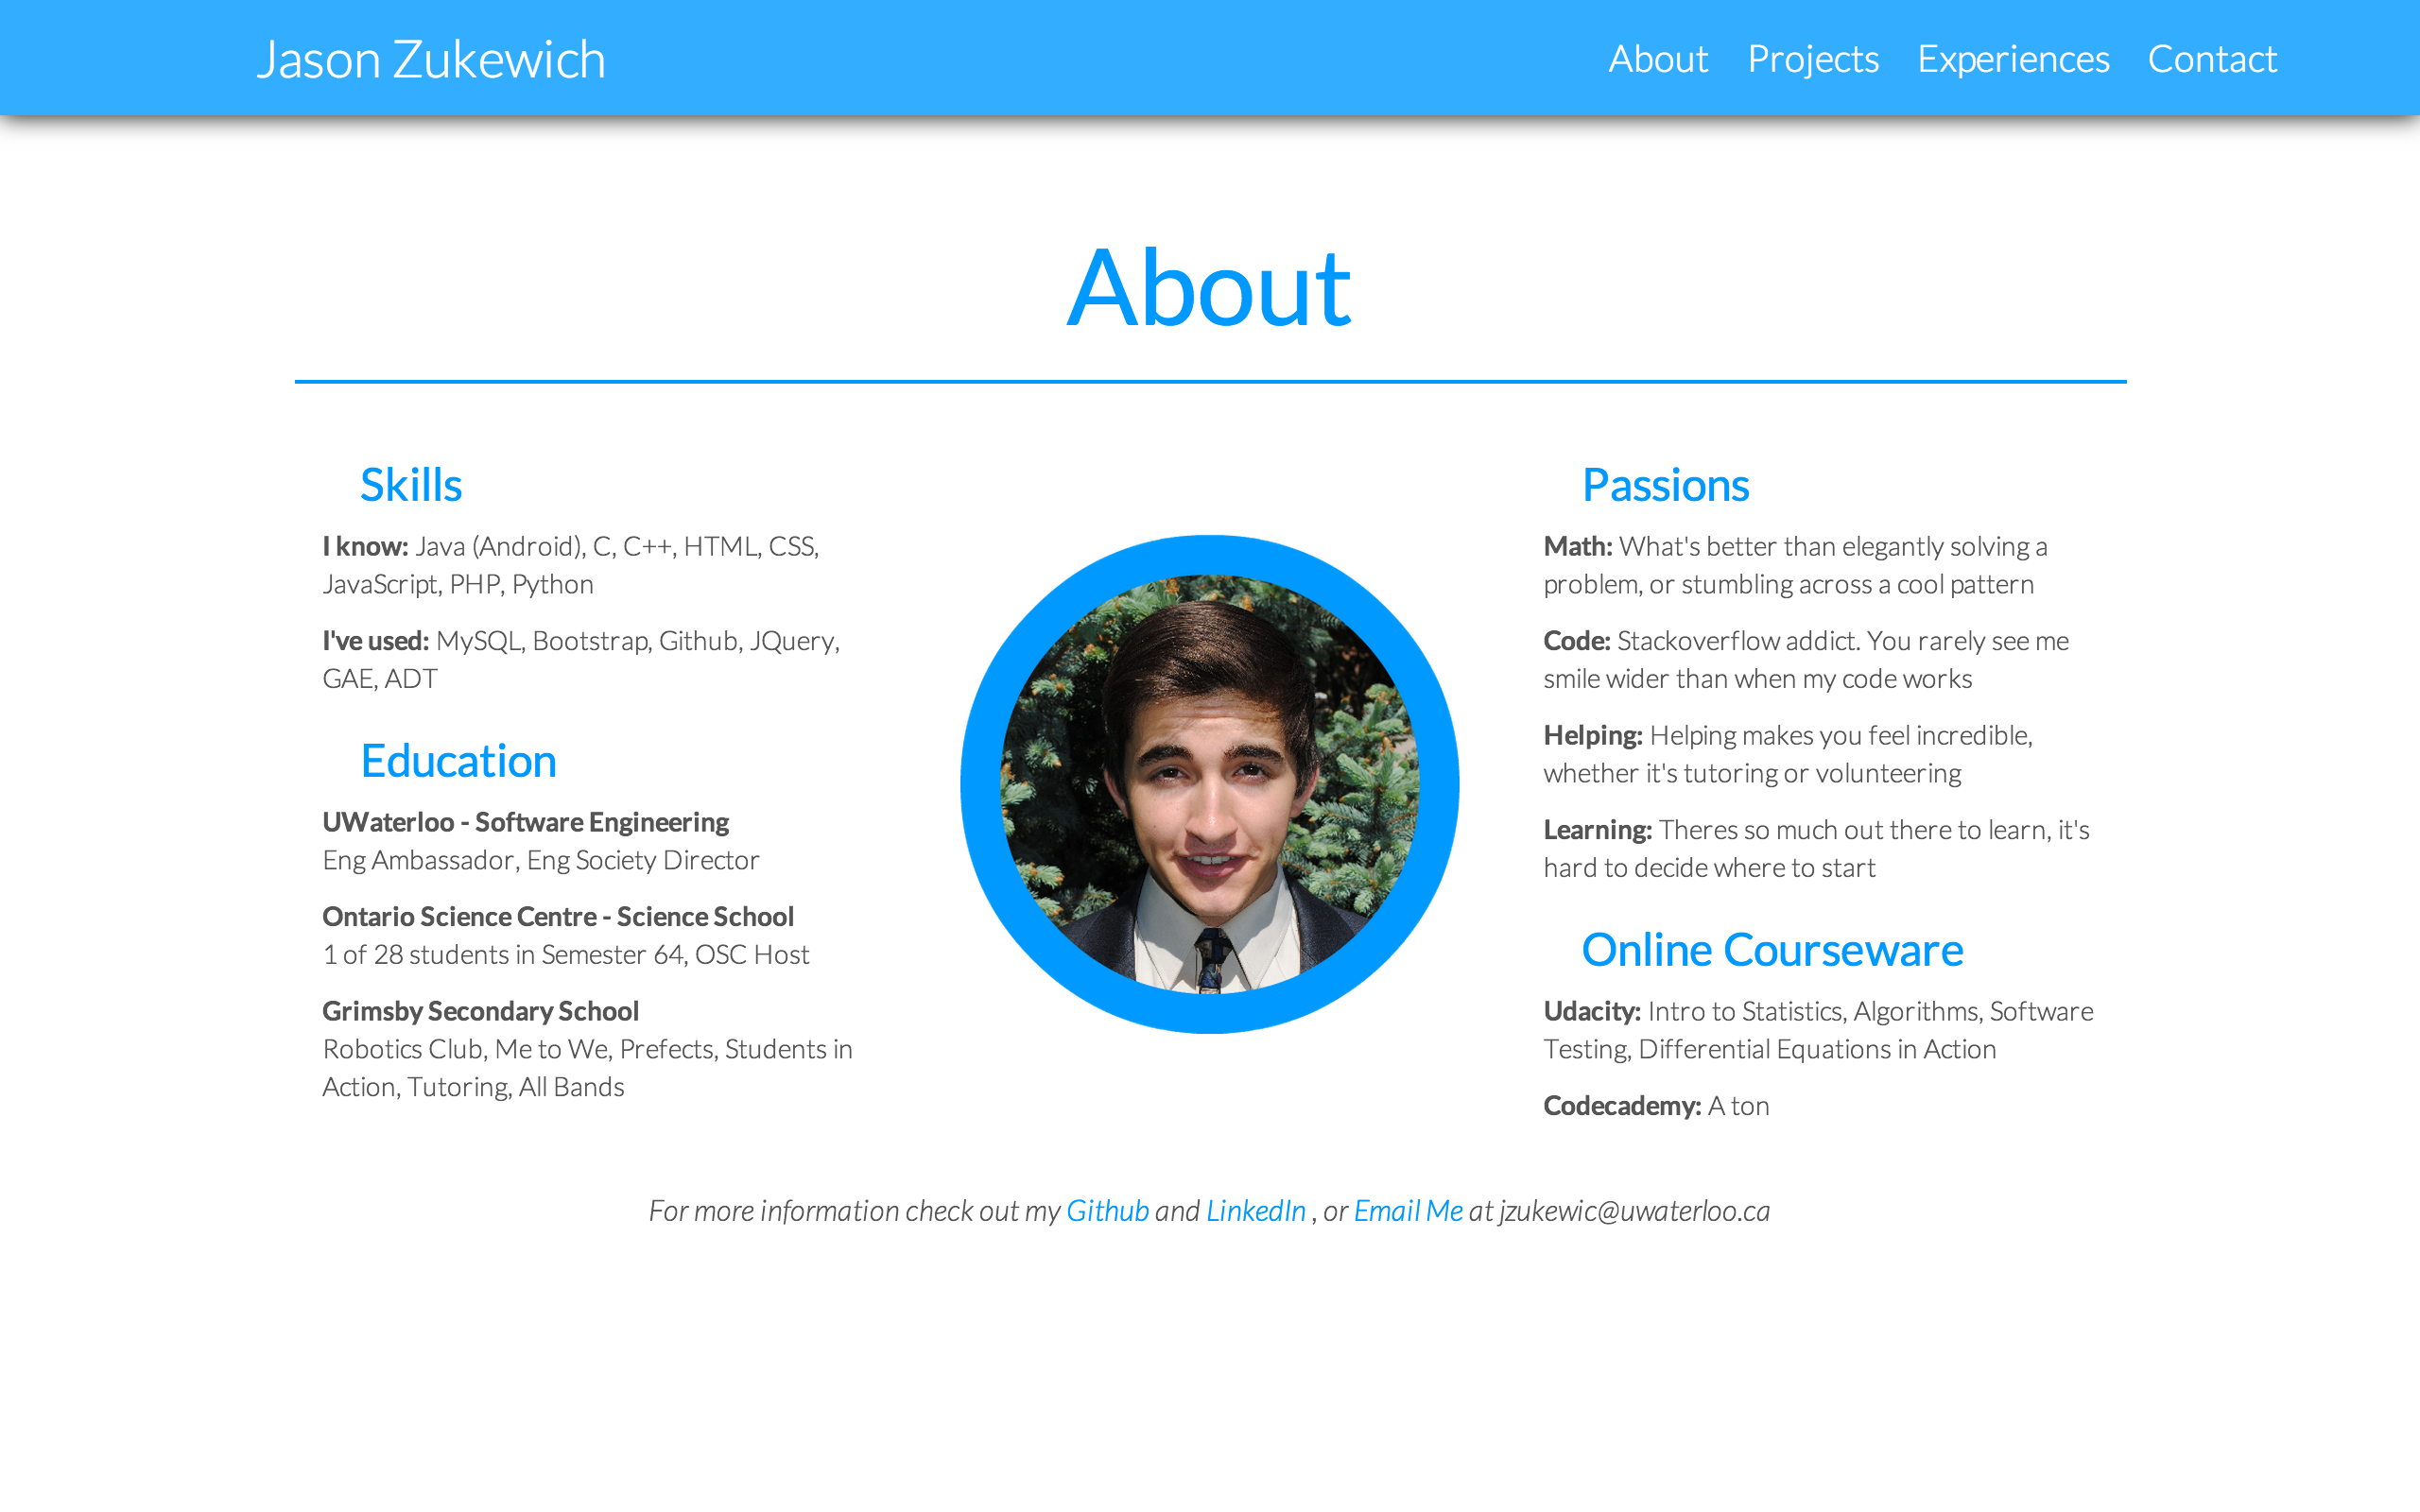 Jason Zukewich
About Projects Experiences Contact
About
Skills
I know: Java (Android), C, C++, HTML, CSS,
JavaScript, PHP, Python
I've used: MySQL, Bootstrap, Github, JQuery,
GAE, ADT
Education
UWaterloo - Software Engineering
Eng Ambassador, Eng Society Director
Ontario Science Centre - Science School
1 of 28 students in Semester 64, OSC Host
Grimsby Secondary School
Robotics Club, Me to We, Prefects, Students in
Action, Tutoring, All Bands
Passions
Math: What's better than elegantly solving a
problem, or stumbling across a cool pattern
Code: Stackoverflow addict. You rarely see me
smile wider than when my code works
Helping: Helping makes you feel incredible,
whether it's tutoring or volunteering
Learning: Theres so much out there to learn, it's
hard to decide where to start
Online Courseware
Udacity: Intro to Statistics, Algorithms, Software
Testing, Differential Equations in Action
Codecademy: A ton
For more information check out my Github and LinkedIn , or Email Me at jzukewic@uwaterloo.ca